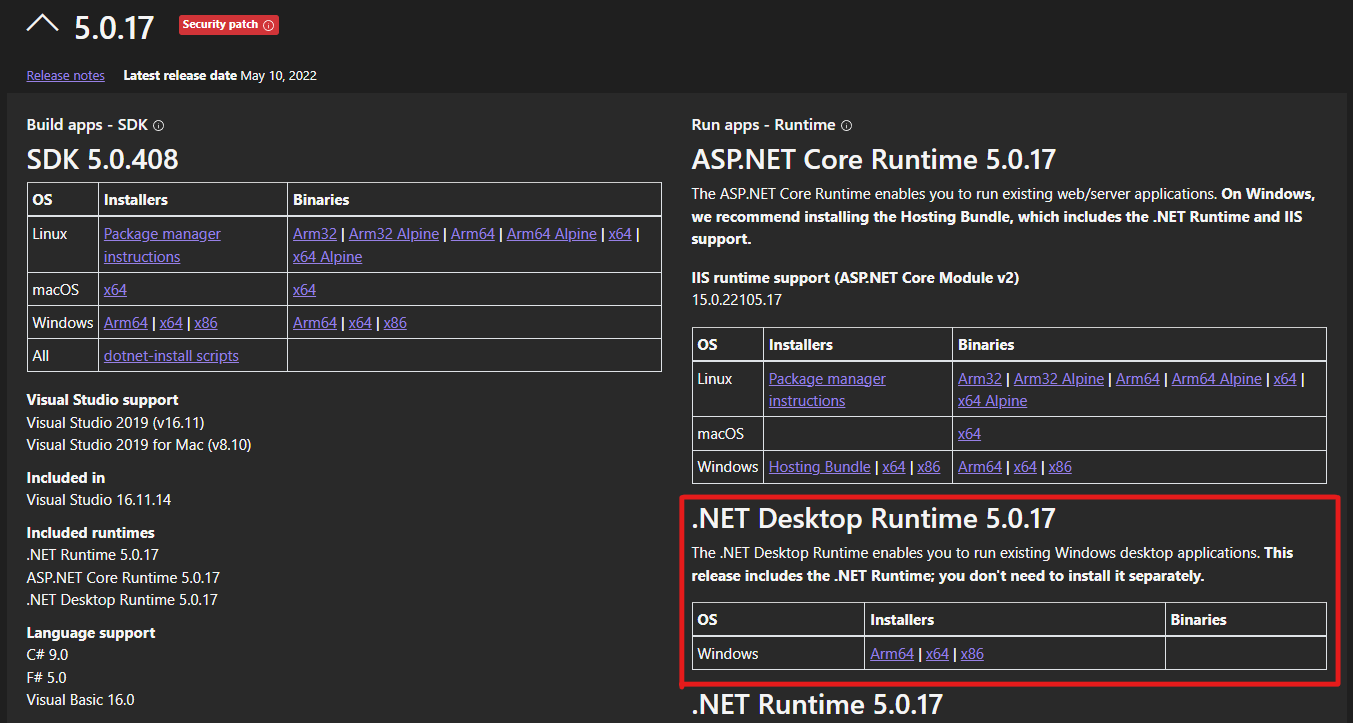 5.0.17 Security patch
Release notes Latest release date May 10, 2022
Build apps - SDK
SDK 5.0.408
OS Installers Binaries
Linux Package manager instructions Arm32 | Arm32 Alpine | Arm64 | Arm64 Alpine | x64 | x64 Alpine
macOS x64 x64
Windows Arm64 | x64 | x86 Arm64 | x64 | x86
All dotnet-install scripts
Visual Studio support
Visual Studio 2019 (v16.11)
Visual Studio 2019 for Mac (v8.10)
Included in
Visual Studio 16.11.14
Included runtimes
.NET Runtime 5.0.17
ASP.NET Core Runtime 5.0.17
.NET Desktop Runtime 5.0.17
Language support
C# 9.0
F# 5.0
Visual Basic 16.0
Run apps - Runtime
ASP.NET Core Runtime 5.0.17
The ASP.NET Core Runtime enables you to run existing web/server applications. On Windows,
we recommend installing the Hosting Bundle, which includes the .NET Runtime and IIS
support.
IIS runtime support (ASP.NET Core Module v2)
15.0.22105.17
OS Installers Binaries
Linux Package manager instructions Arm32 | Arm32 Alpine | Arm64 | Arm64 Alpine | x64 | x64 Alpine
macOS x64
Windows Hosting Bundle | x64 | x86 Arm64 | x64 | x86
.NET Desktop Runtime 5.0.17
The .NET Desktop Runtime enables you to run existing Windows desktop applications. This
release includes the .NET Runtime; you don't need to install it separately.
OS Installers Binaries
Windows Arm64 | x64 | x86
.NET Runtime 5.0.17